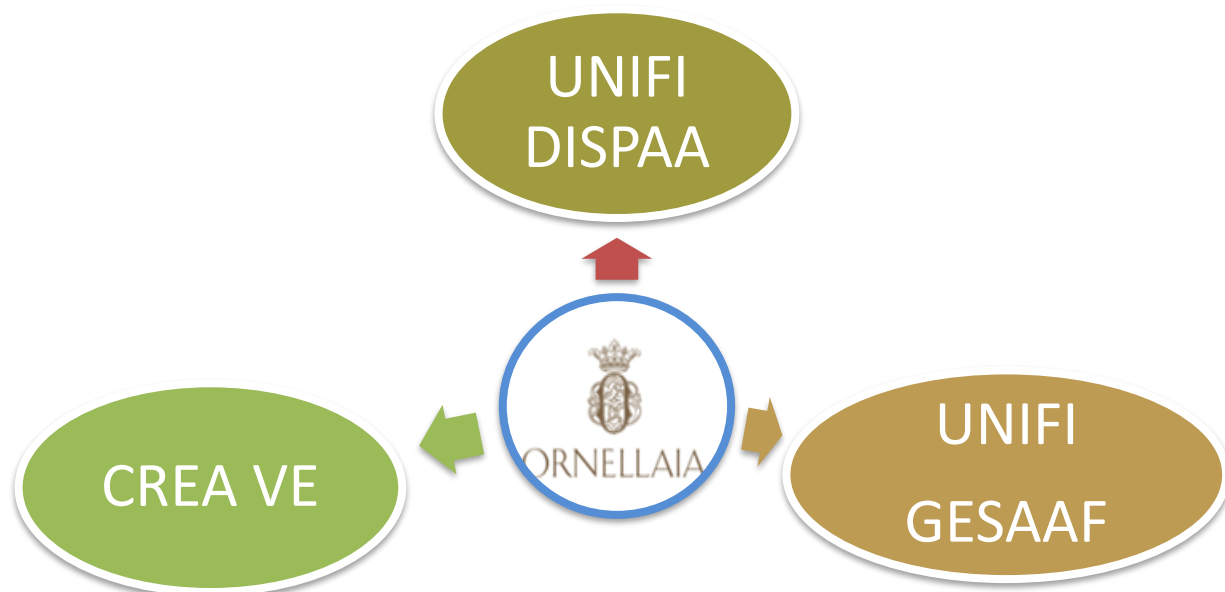 UNIFI
DISPAA
ORNELLAIA
CREA VE
UNIFI
GESAAF